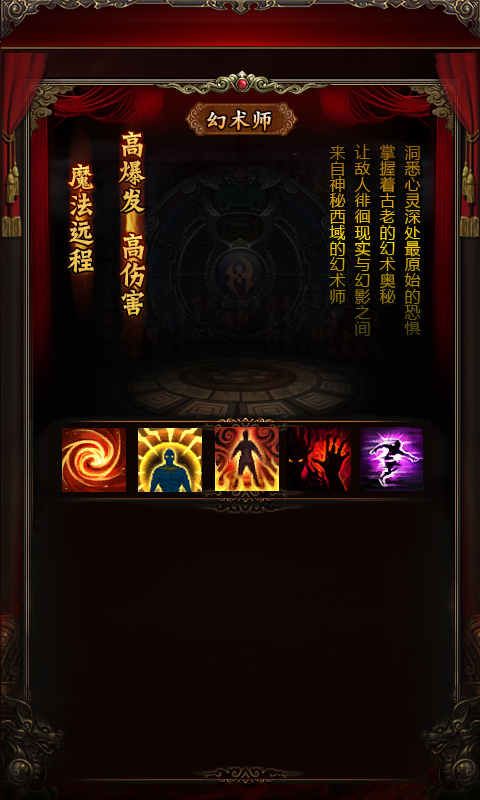 幻术师
洞悉心灵深处最原始的恐惧
掌握着古老的幻术奥秘
让敌人徘徊现实与幻影之间
来自神秘西域的幻术师
高爆发 高伤害
魔法远程